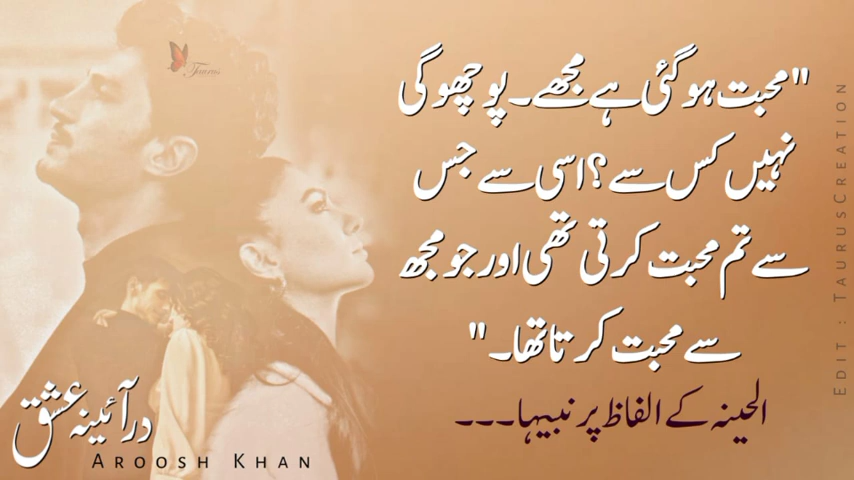 "محبت ہو گئی ہے مجھے۔ پوچھو گی
نہیں کس سے؟ اسی سے جس
سے تم محبت کرتی تھی اور جو مجھ
سے محبت کرتا تھا۔"
الحینہ کے الفاظ پر نبیہا۔۔۔
در آئینہ عشق
AROOSH KHAN
Taurus
EDIT : TAURUSCREATION